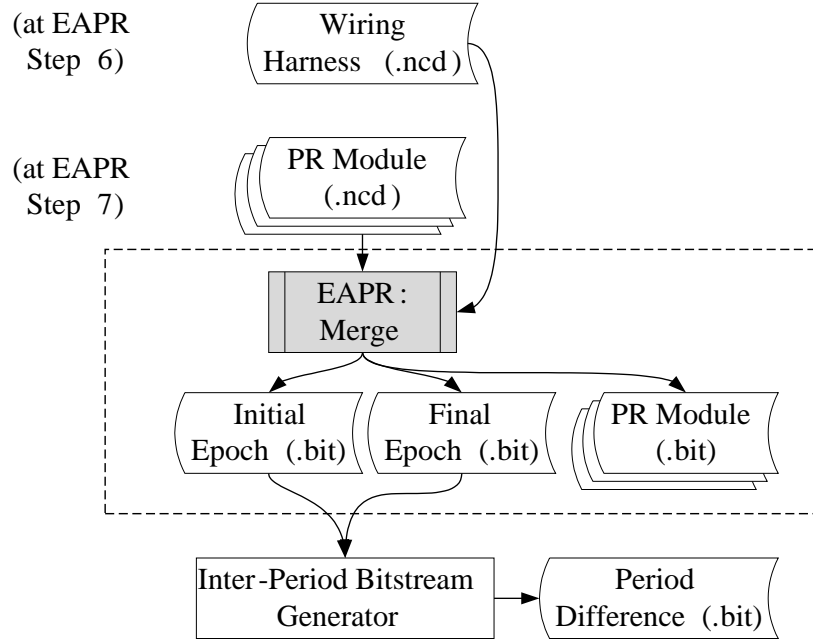 (at EAPR
Step 6)
Wiring
Harness (.ncd)
(at EAPR
Step 7)
PR Module
(.ncd)
EAPR:
Merge
Initial
Epoch (.bit)
Final
Epoch (.bit)
PR Module
(.bit)
Inter-Period Bitstream
Generator
Period
Difference (.bit)